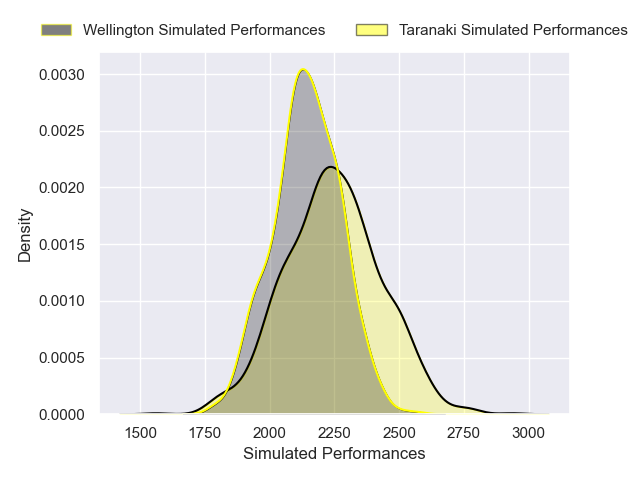 Wellington Simulated Performances Taranaki Simulated Performances
0.0030
0.0025
0.0020
0.0015
0.0010
0.0005
0.0000
Density
1500 1750 2000 2250 2500 2750 3000
Simulated Performances